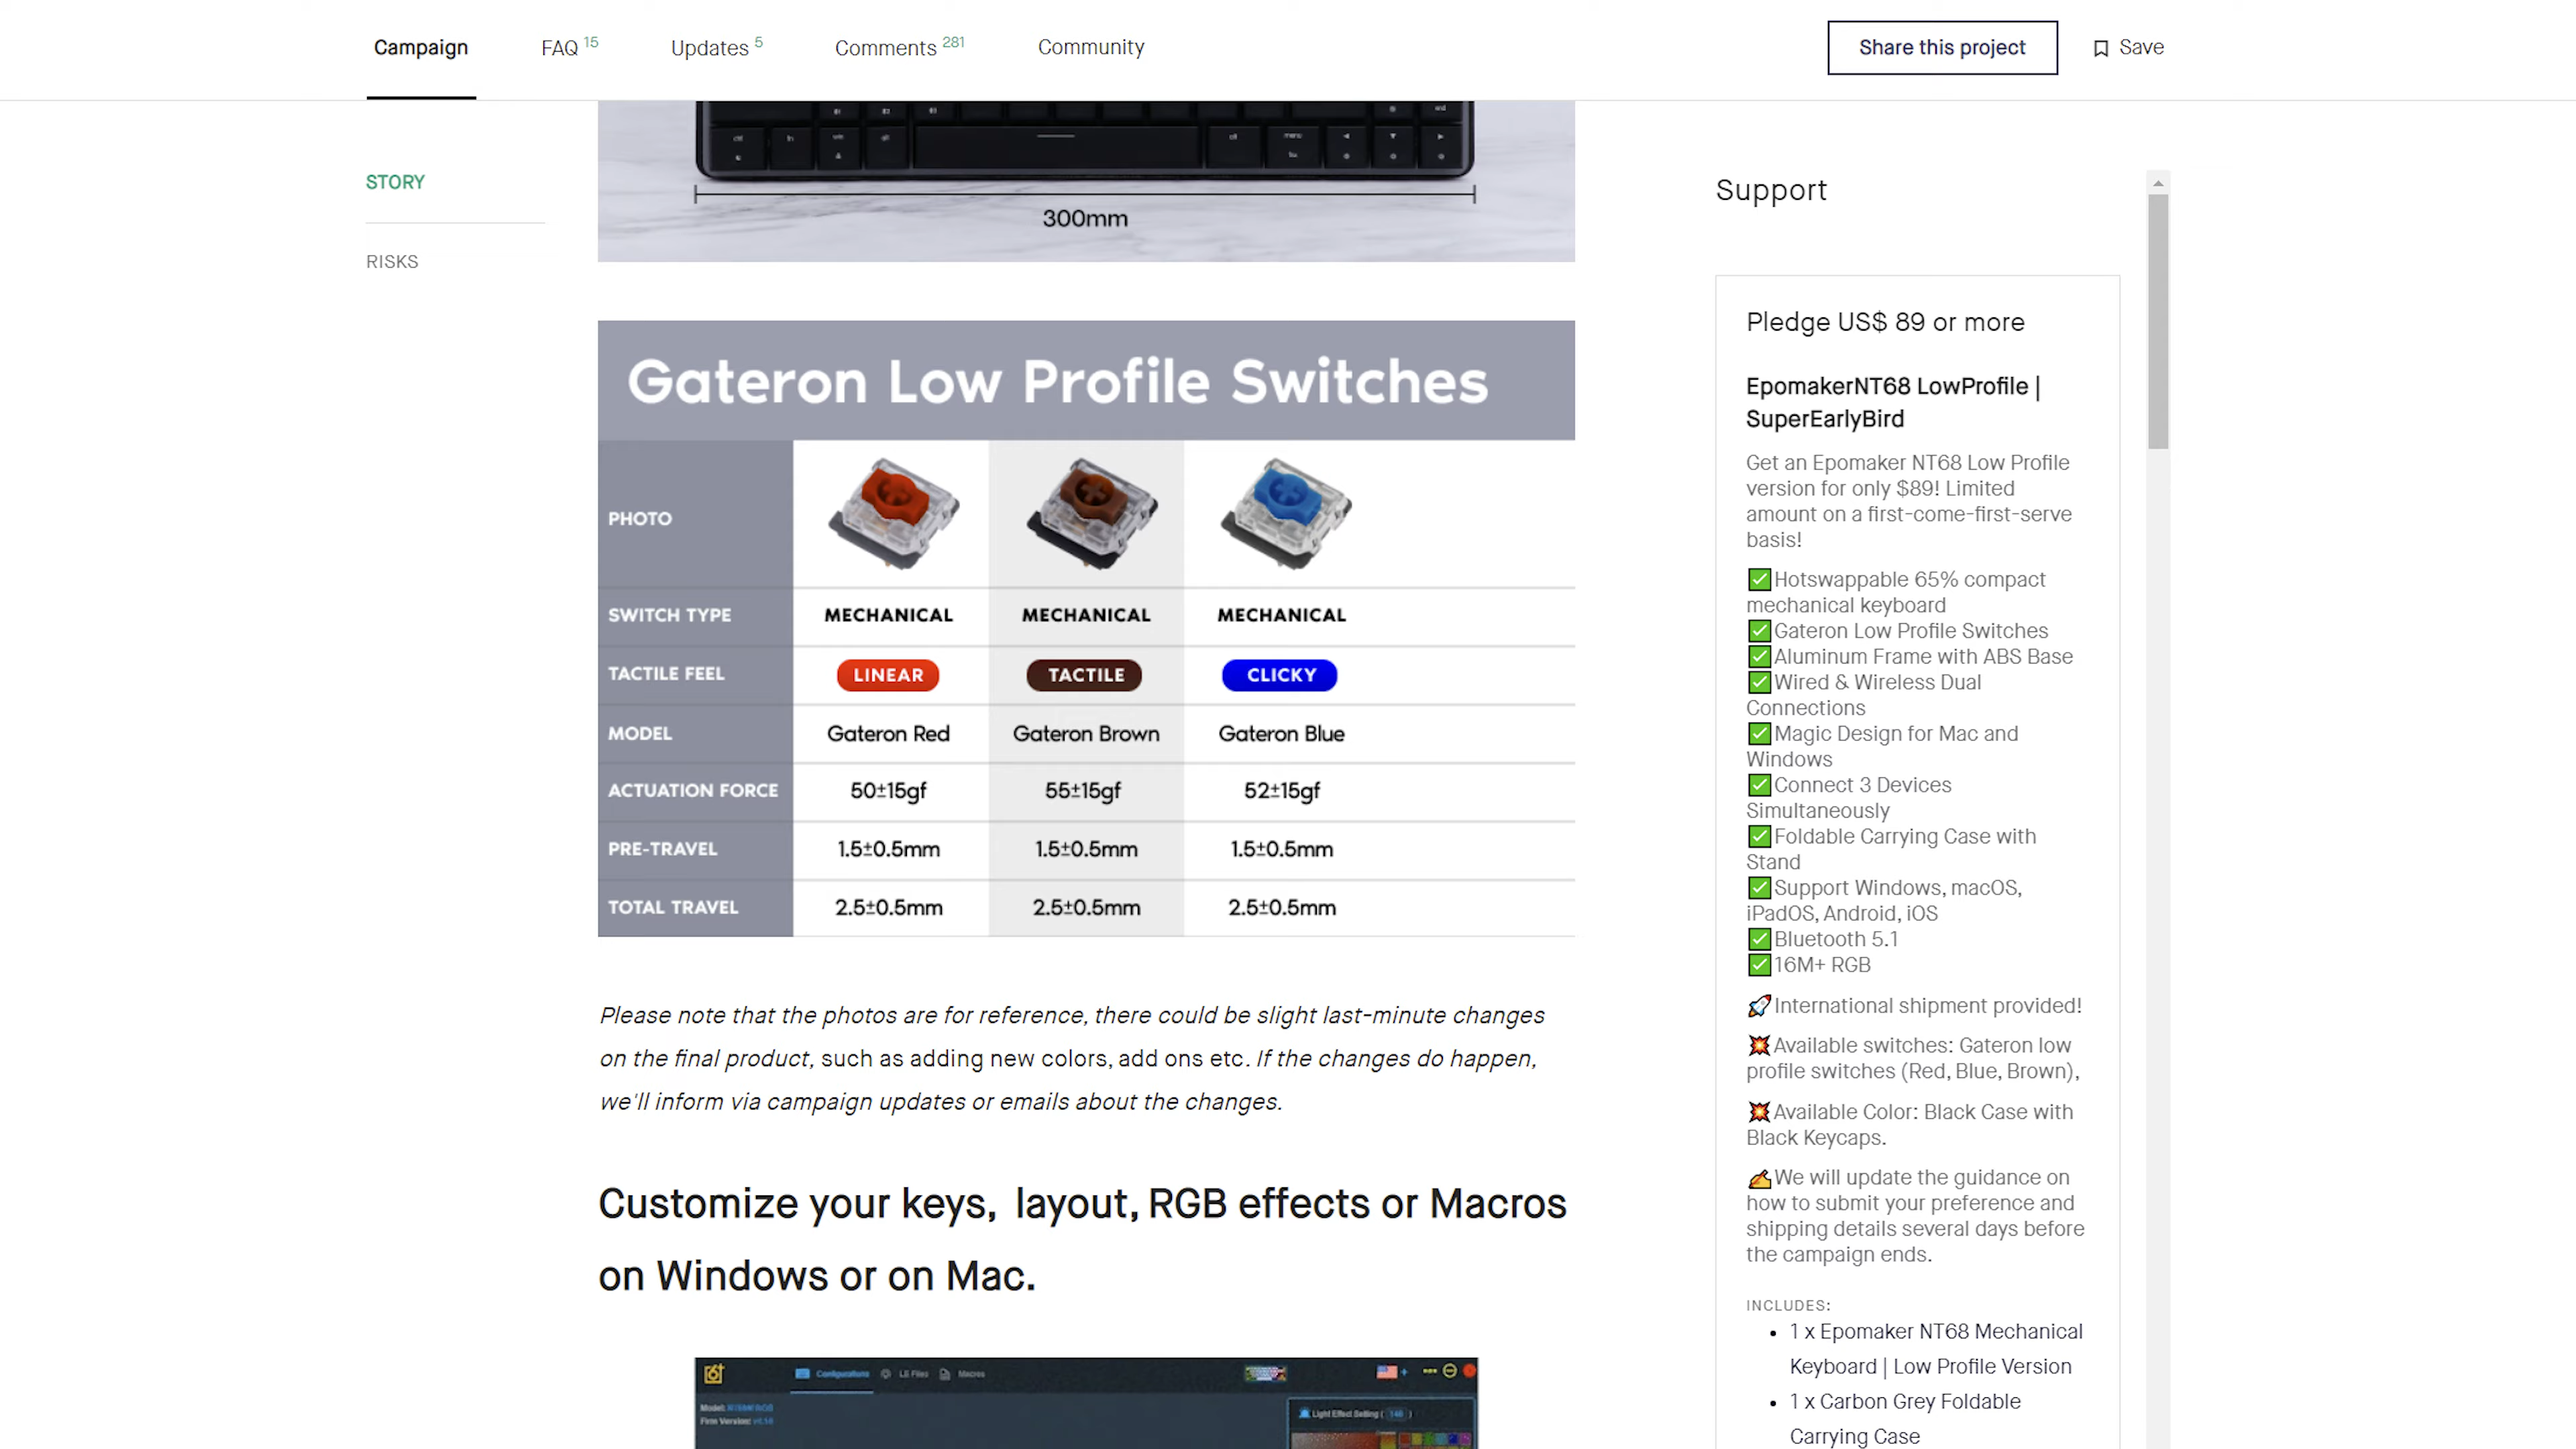 Campaign
FAQ 15
Updates 5
Comments 281
Community
Share this project
Save
STORY
RISKS
300mm
Gateron Low Profile Switches
PHOTO
SWITCH TYPE MECHANICAL MECHANICAL MECHANICAL
TACTILE FEEL LINEAR TACTILE CLICKY
MODEL Gateron Red Gateron Brown Gateron Blue
ACTUATION FORCE 50±15gf 55±15gf 52±15gf
PRE-TRAVEL 1.5±0.5mm 1.5±0.5mm 1.5±0.5mm
TOTAL TRAVEL 2.5±0.5mm 2.5±0.5mm 2.5±0.5mm
Please note that the photos are for reference, there could be slight last-minute changes
on the final product, such as adding new colors, add ons etc. If the changes do happen,
we'll inform via campaign updates or emails about the changes.
Customize your keys, layout, RGB effects or Macros
on Windows or on Mac.
Configurations
LE Files
Macros
Model:
Firm Version:
Light Effect Setting
Support
Pledge US$ 89 or more
EpomakerNT68 LowProfile |
SuperEarlyBird
Get an Epomaker NT68 Low Profile
version for only $89! Limited
amount on a first-come-first-serve
basis!
✅Hotswappable 65% compact
mechanical keyboard
✅Gateron Low Profile Switches
✅Aluminum Frame with ABS Base
✅Wired & Wireless Dual
Connections
✅Magic Design for Mac and
Windows
✅Connect 3 Devices
Simultaneously
✅Foldable Carrying Case with
Stand
✅Support Windows, macOS,
iPadOS, Android, iOS
✅Bluetooth 5.1
✅16M+ RGB
🚀International shipment provided!
💥Available switches: Gateron low
profile switches (Red, Blue, Brown),
💥Available Color: Black Case with
Black Keycaps.
✍We will update the guidance on
how to submit your preference and
shipping details several days before
the campaign ends.
INCLUDES:
• 1 x Epomaker NT68 Mechanical
Keyboard | Low Profile Version
• 1 x Carbon Grey Foldable
Carrying Case